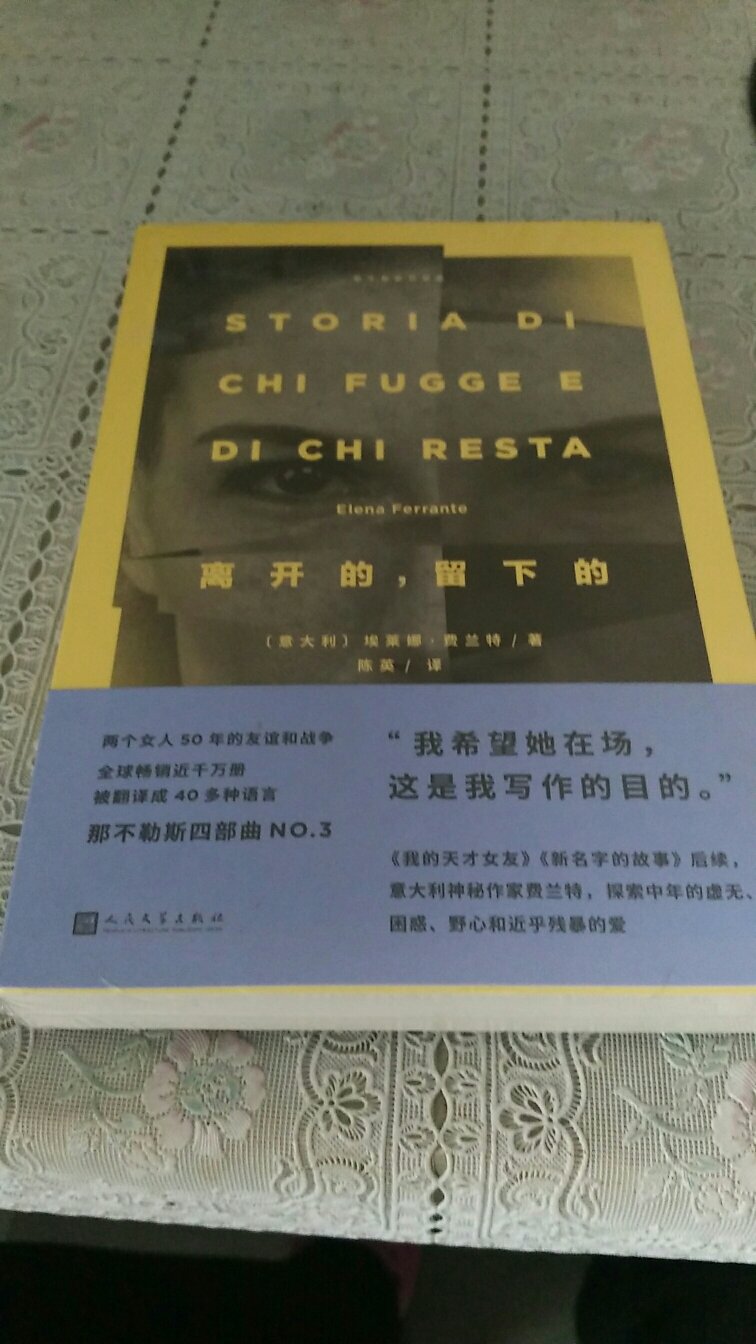 STORIA DI
CHI FUGGE E
DI CHI RESTA
Elena Ferrante
离开的，留下的
〔意大利〕埃莱娜·费兰特 / 著
陈英 / 译
两个女人50年的友谊和战争
全球畅销近千万册
被翻译成40多种语言
那不勒斯四部曲NO.3
人民文学出版社
“我希望她在场，
这是我写作的目的。”
《我的天才女友》《新名字的故事》后续，
意大利神秘作家费兰特，探索中年的虚无、
困惑、野心和近乎残暴的爱